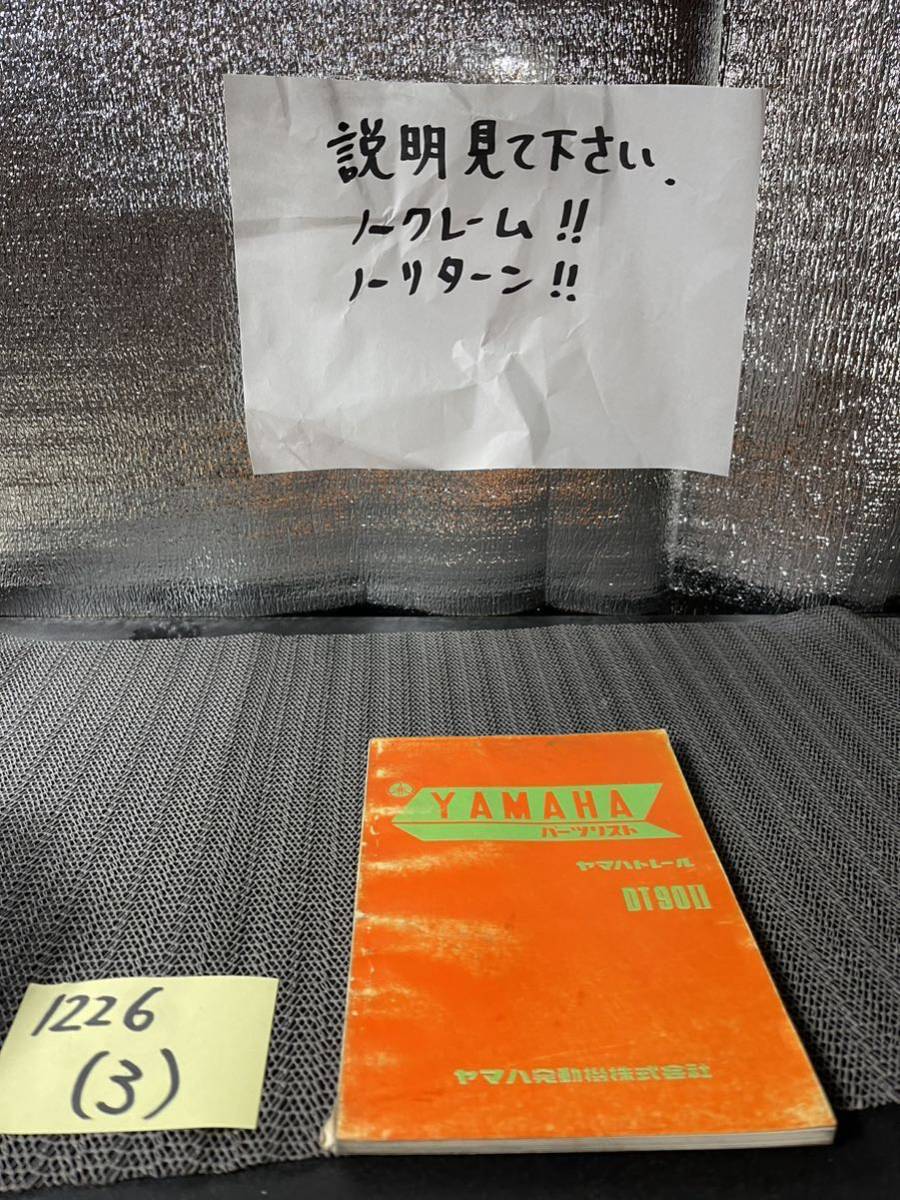 説明見て下さい.
ノークレーム!!
ノーリターン!!
YAMAHA
パーツリスト
ヤマハトレール
DT90II
ヤマハ発動機株式会社
1226
(3)